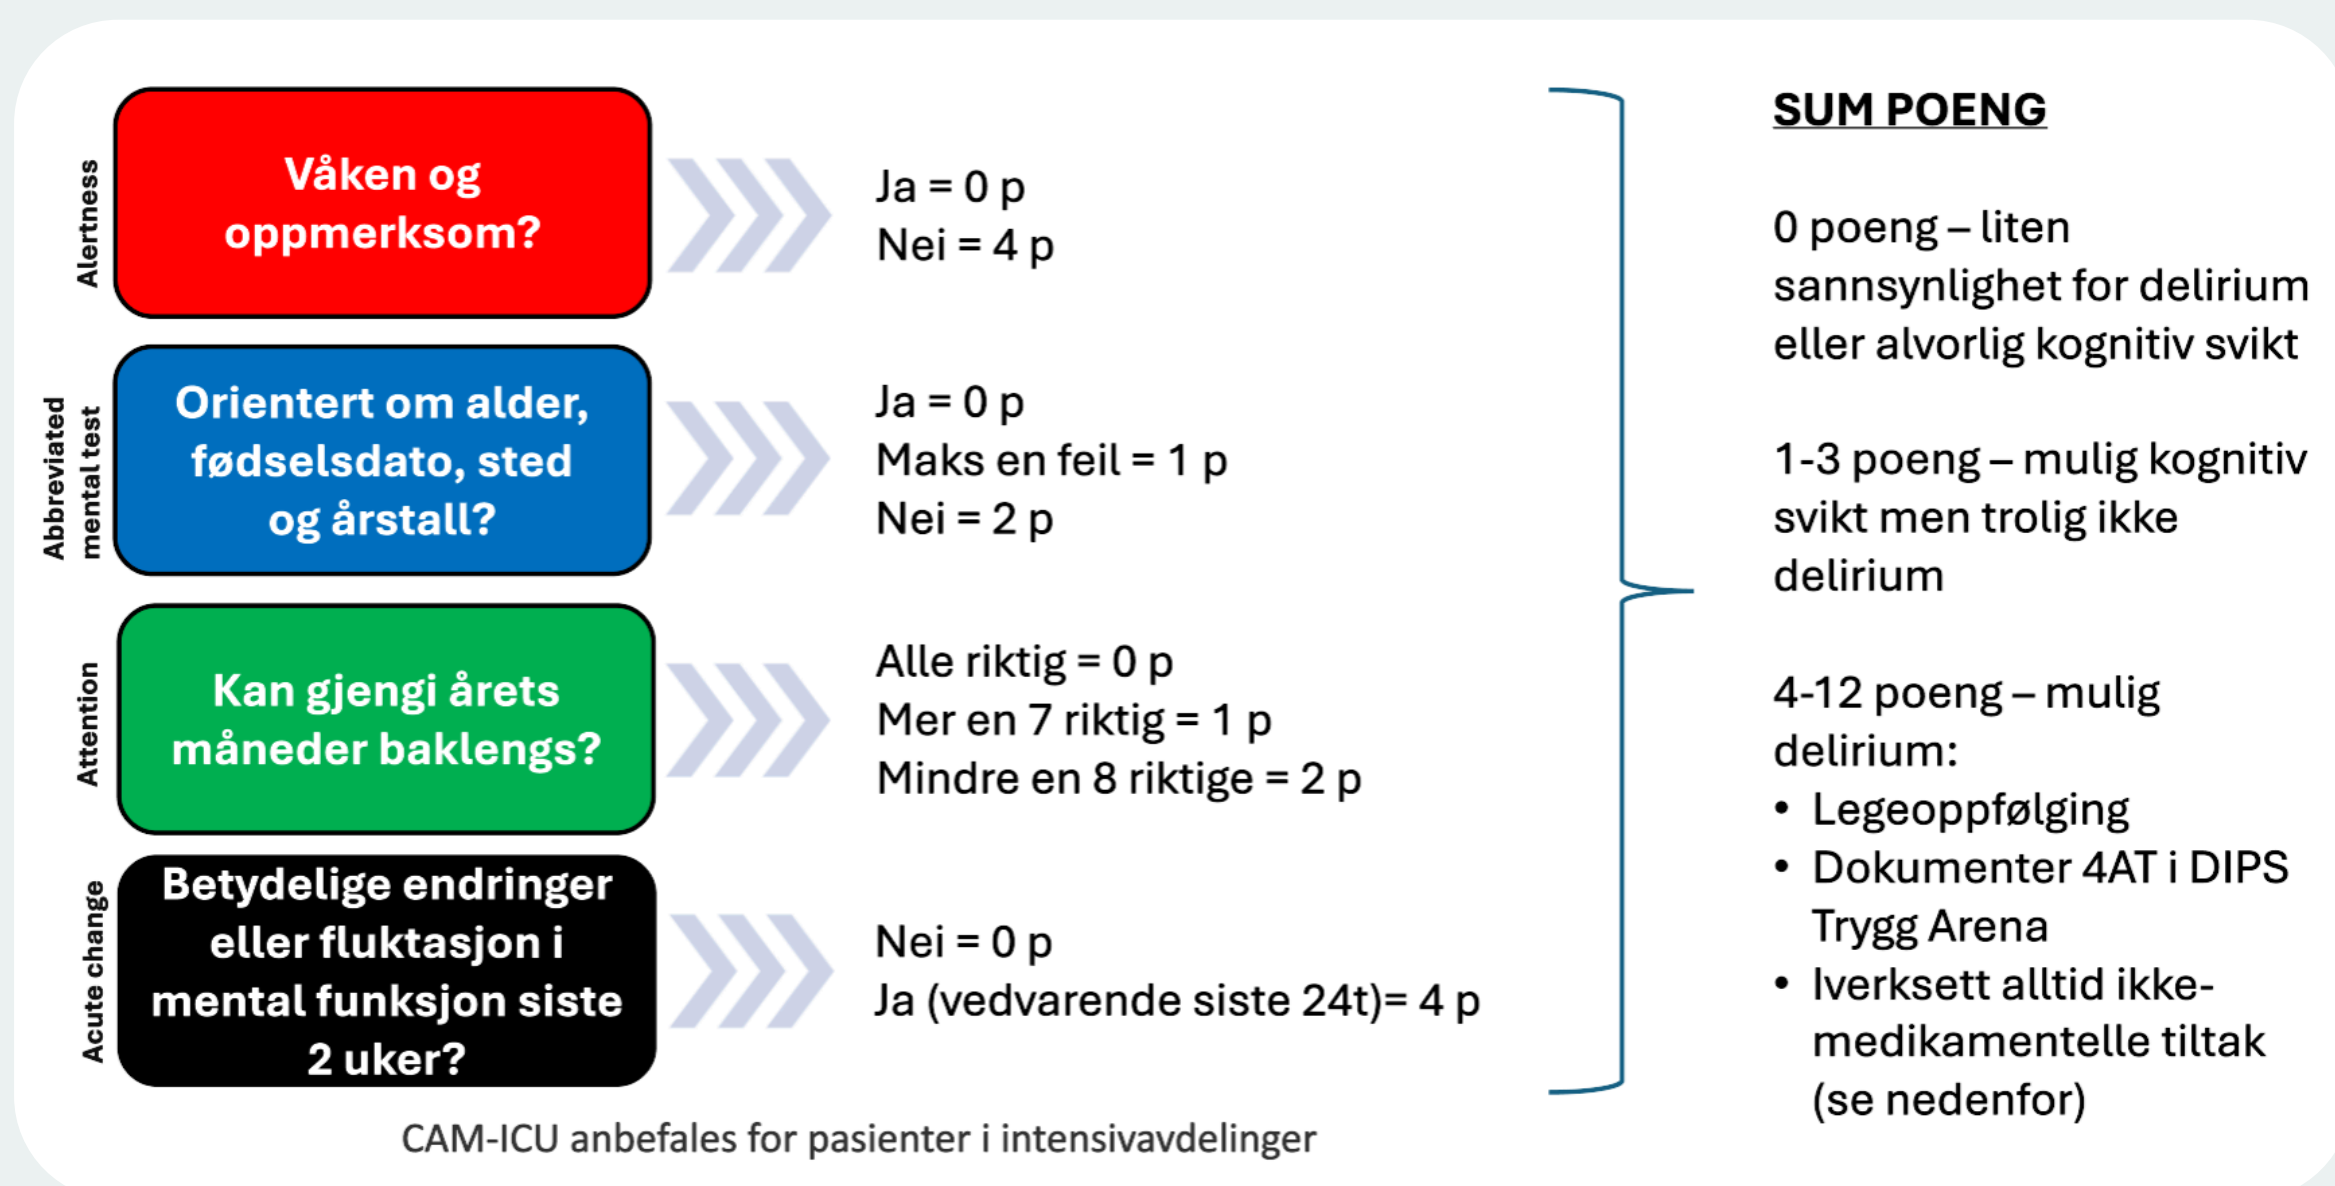 Alertness
Våken og
oppmerksom?
Ja = 0 p
Nei = 4 p
Abbreviated
mental test
Orientert om alder,
fødselsdato, sted
og årstall?
Ja = 0 p
Maks en feil = 1 p
Nei = 2 p
Attention
Kan gjengi årets
måneder baklengs?
Alle riktig = 0 p
Mer en 7 riktig = 1 p
Mindre en 8 riktige = 2 p
Acute change
Betydelige endringer
eller fluktasjon i
mental funksjon siste
2 uker?
Nei = 0 p
Ja (vedvarende siste 24t)= 4 p
CAM-ICU anbefales for pasienter i intensivavdelinger
SUM POENG
0 poeng – liten
sannsynlighet for delirium
eller alvorlig kognitiv svikt
1-3 poeng – mulig kognitiv
svikt men trolig ikke
delirium
4-12 poeng – mulig
delirium:
• Legeoppfølging
• Dokumenter 4AT i DIPS
Trygg Arena
• Iverksett alltid ikke-
medikamentelle tiltak
(se nedenfor)